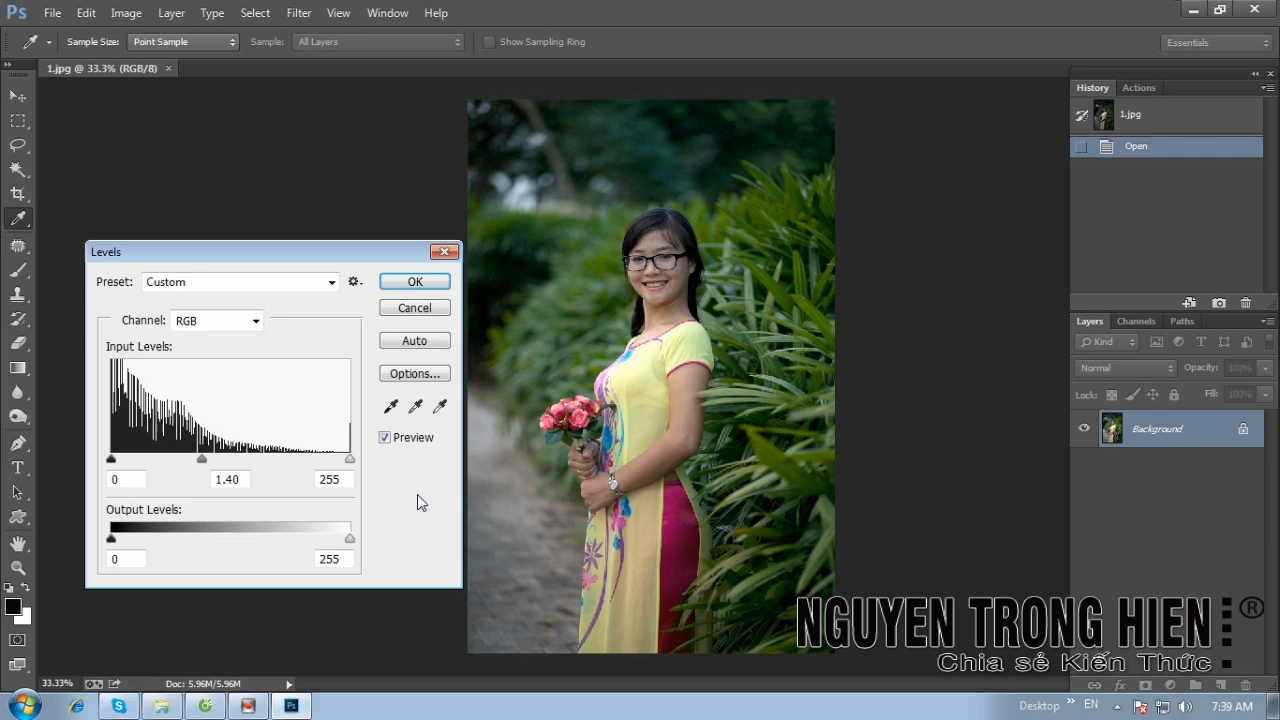 Ps File Edit Image Layer Type Select Filter View Window Help
Sample Size: Point Sample Sample: All Layers Show Sampling Ring Essentials
1.jpg @ 33.3% (RGB/8) ×
History Actions
1.jpg
Open
Levels
Preset: Custom OK
Cancel
Channel: RGB
Auto
Input Levels:
Options...
Preview
0 1.40 255
Output Levels:
0 255
Layers Channels Paths
Kind
Normal Opacity: 100%
Lock: Fill: 100%
Background
NGUYEN TRONG HIEN ®
Chia sẻ Kiến Thức
33.33% Doc: 5.96M/5.96M
Ps Desktop » EN 7:39 AM